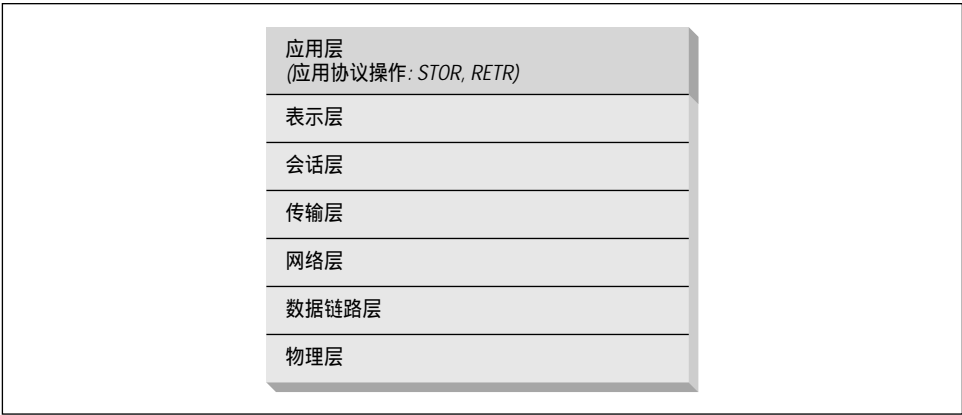 应用层
(应用协议操作: STOR, RETR)
表示层
会话层
传输层
网络层
数据链路层
物理层